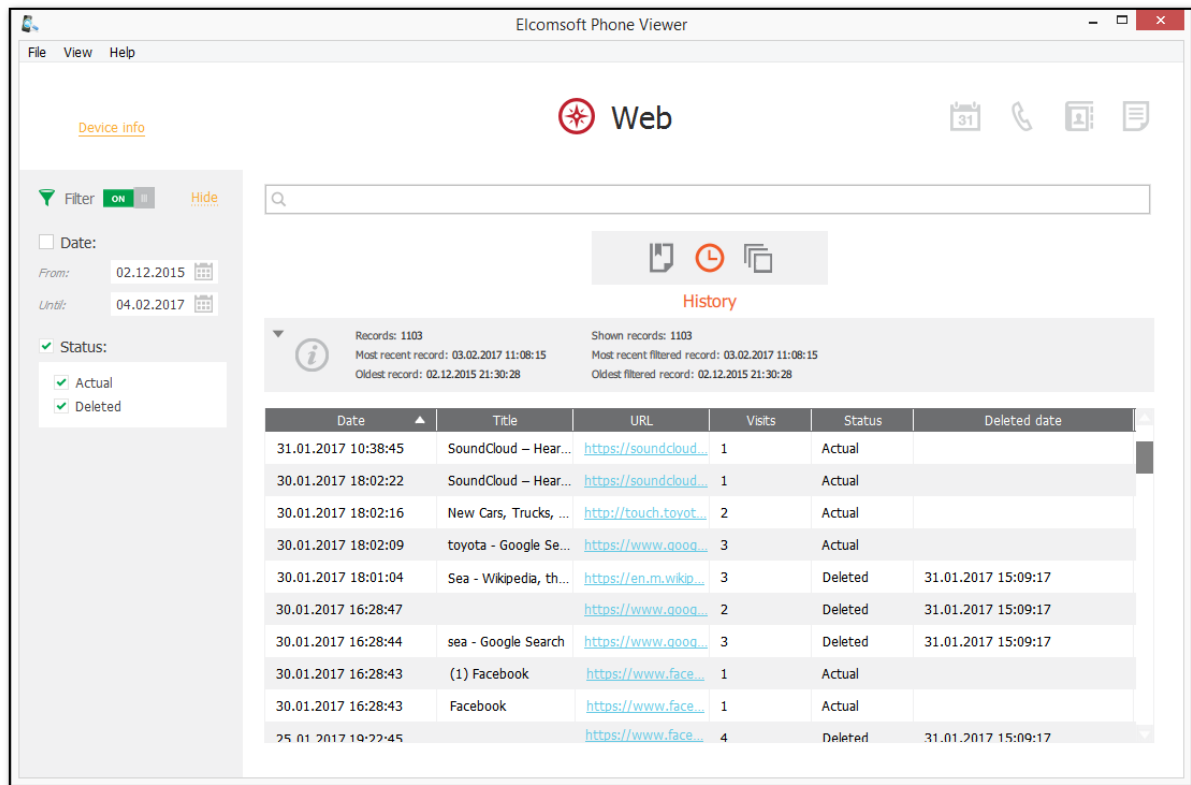 Elcomsoft Phone Viewer
File View Help
Device info
Web
31
Filter ON Hide
Date:
From: 02.12.2015
Until: 04.02.2017
Status:
Actual
Deleted
History
Records: 1103 Shown records: 1103
Most recent record: 03.02.2017 11:08:15 Most recent filtered record: 03.02.2017 11:08:15
Oldest record: 02.12.2015 21:30:28 Oldest filtered record: 02.12.2015 21:30:28
Date Title URL Visits Status Deleted date
31.01.2017 10:38:45 SoundCloud – Hear... https://soundcloud... 1 Actual
30.01.2017 18:02:22 SoundCloud – Hear... https://soundcloud... 1 Actual
30.01.2017 18:02:16 New Cars, Trucks, ... http://touch.toyot... 2 Actual
30.01.2017 18:02:09 toyota - Google Se... https://www.goog... 3 Actual
30.01.2017 18:01:04 Sea - Wikipedia, th... https://en.m.wikip... 3 Deleted 31.01.2017 15:09:17
30.01.2017 16:28:47 https://www.goog... 2 Deleted 31.01.2017 15:09:17
30.01.2017 16:28:44 sea - Google Search https://www.goog... 3 Deleted 31.01.2017 15:09:17
30.01.2017 16:28:43 (1) Facebook https://www.face... 1 Actual
30.01.2017 16:28:43 Facebook https://www.face... 1 Actual
25.01.2017 19:22:45 https://www.face... 4 Deleted 31.01.2017 15:09:17